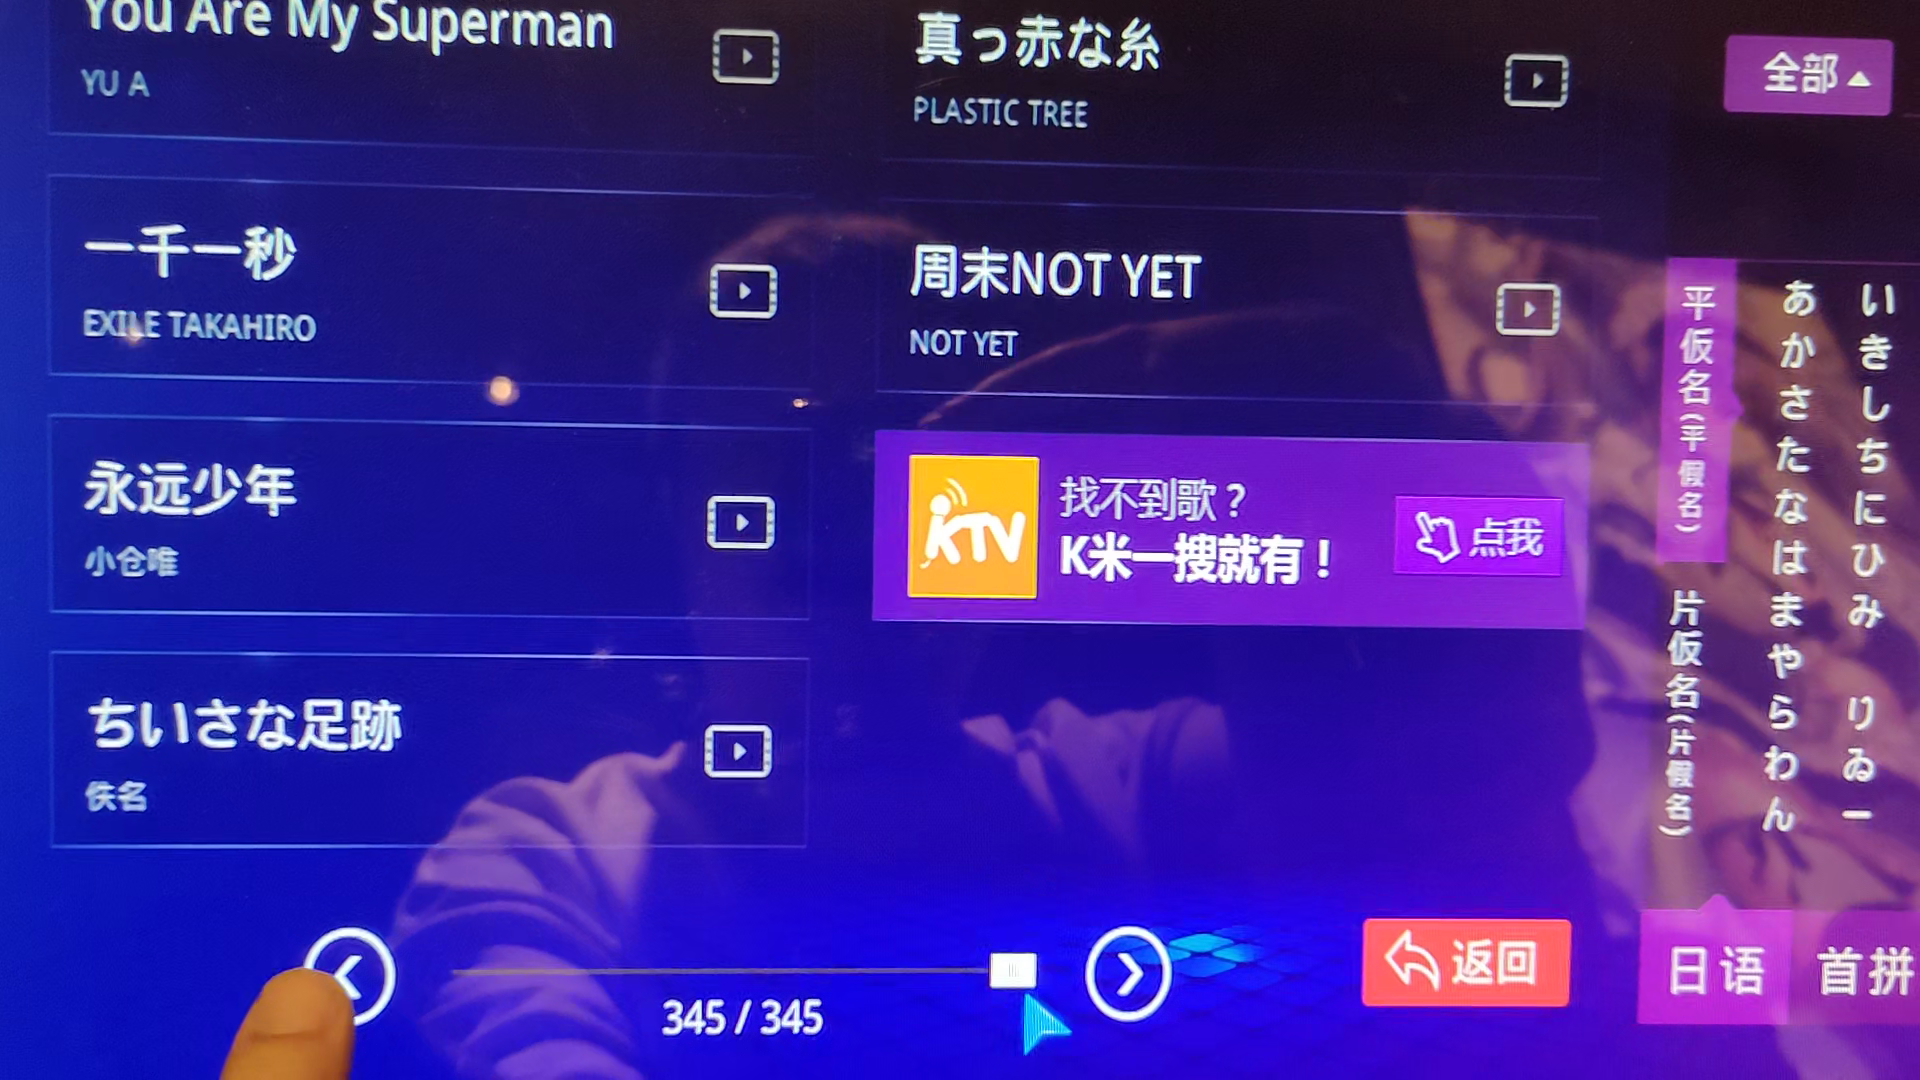 You Are My Superman
YU A
真っ赤な糸
PLASTIC TREE
全部
一千一秒
EXILE TAKAHIRO
周末NOT YET
NOT YET
永远少年
小仓唯
KTV
找不到歌？
K米一搜就有！
点我
ちいさな足跡
佚名
平仮名(平假名)
片仮名(片假名)
あかさたなはまやらわん
いきしちにひみ りゐー
345 / 345
返回
日语
首拼